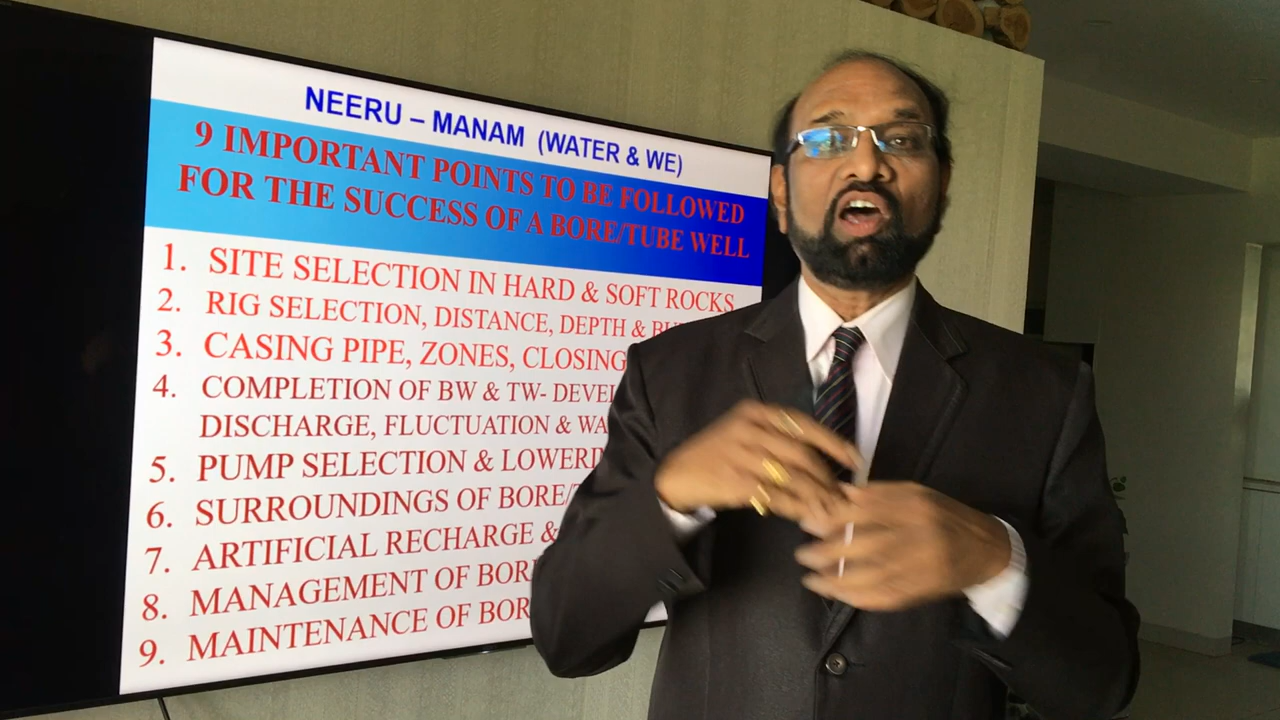 NEERU – MANAM (WATER & WE)
9 IMPORTANT POINTS TO BE FOLLOWED
FOR THE SUCCESS OF A BORE/TUBE WELL
1. SITE SELECTION IN HARD & SOFT ROCKS
2. RIG SELECTION, DISTANCE, DEPTH &
3. CASING PIPE, ZONES, CLOSING
4. COMPLETION OF BW & TW-
DISCHARGE, FLUCTUATION &
5. PUMP SELECTION &
6. SURROUNDINGS OF BORE/
7. ARTIFICIAL RECHARGE &
8. MANAGEMENT OF
9. MAINTENANCE OF